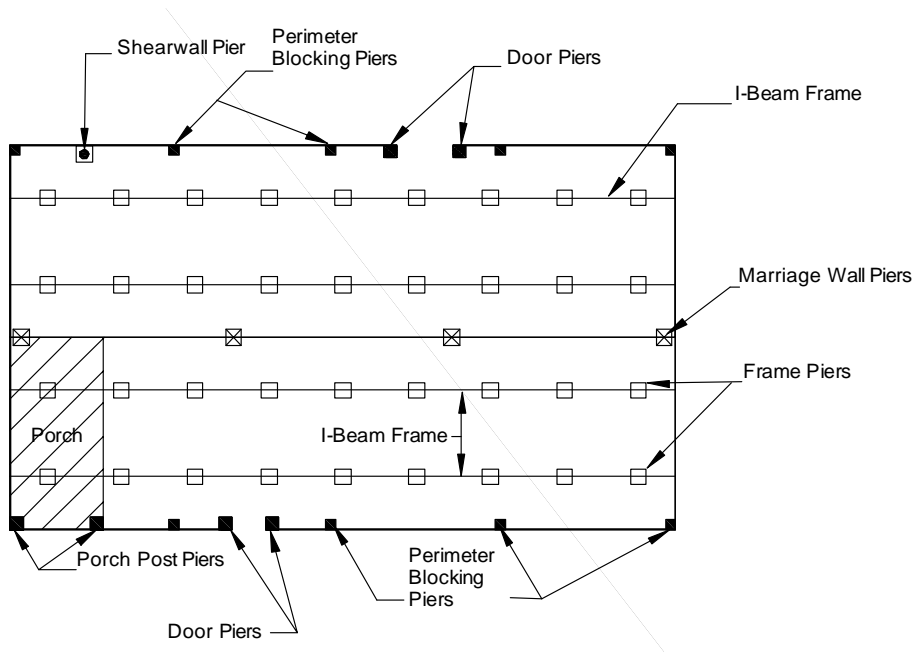 Shearwall Pier
Perimeter
Blocking Piers
Door Piers
I-Beam Frame
Marriage Wall Piers
Frame Piers
Porch
I-Beam Frame
Porch Post Piers
Perimeter
Blocking
Piers
Door Piers